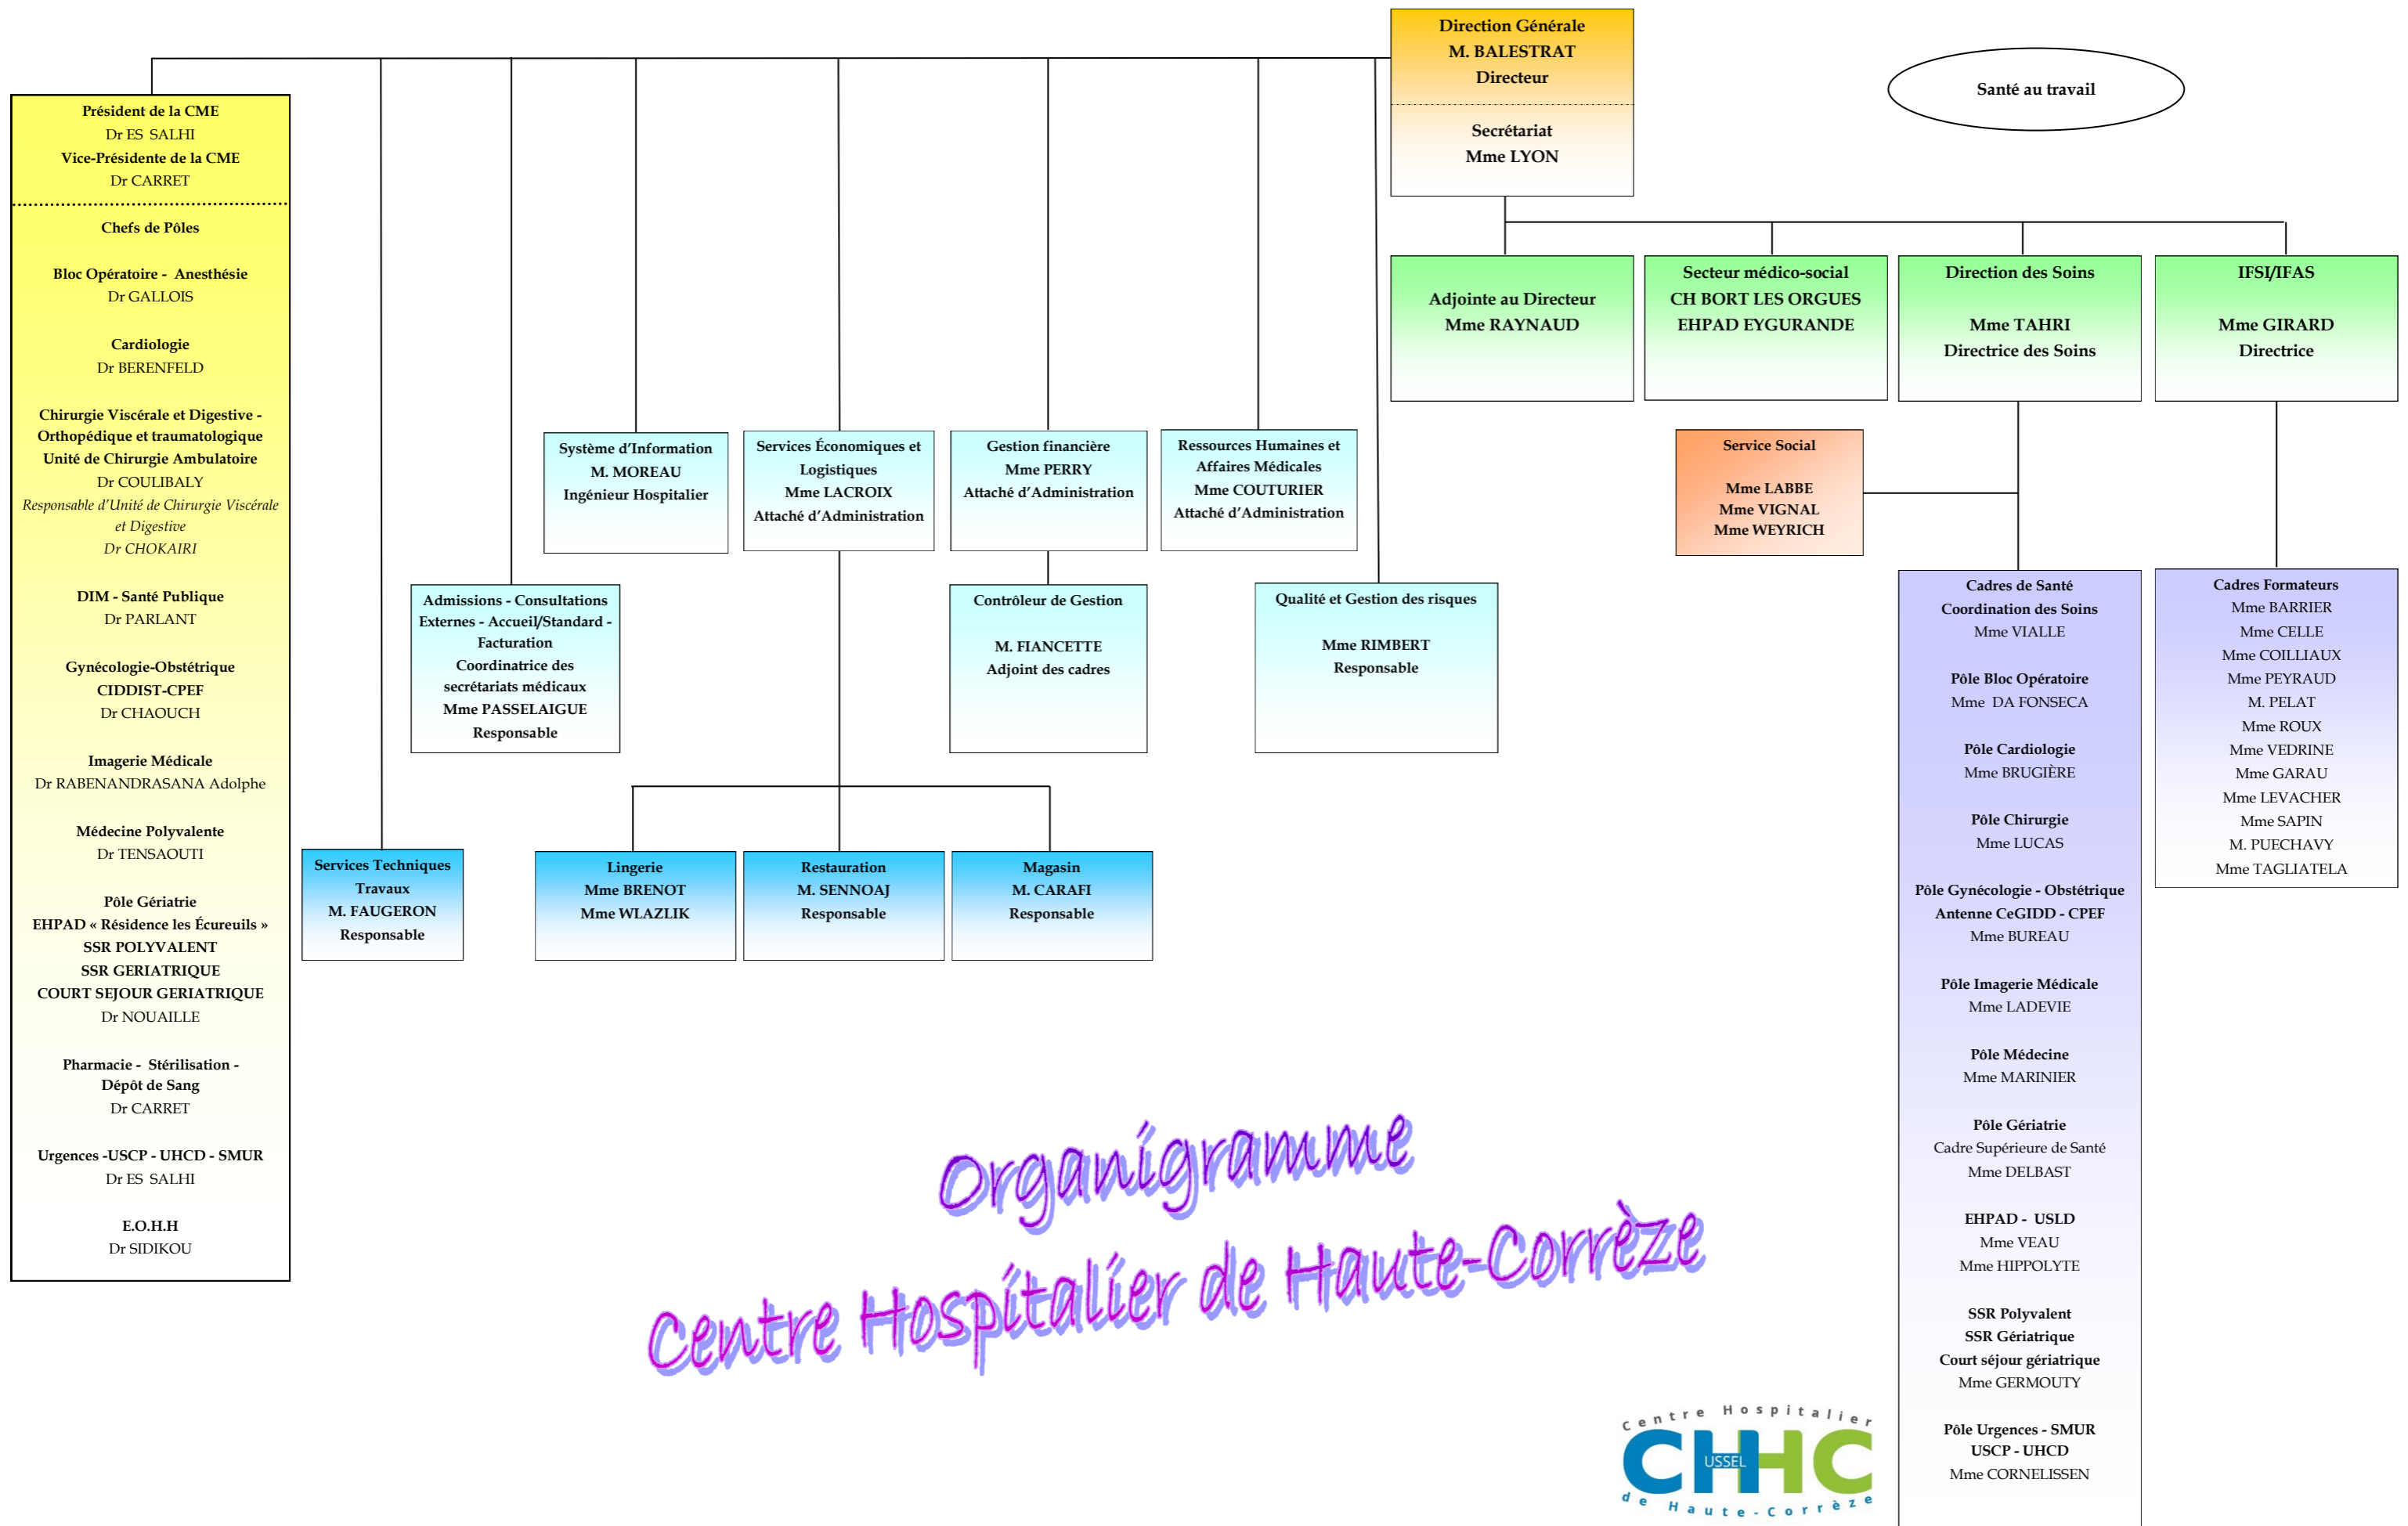 Direction Générale
M. BALESTRAT
Directeur
Secrétariat
Mme LYON
Santé au travail
Président de la CME
Dr ES SALHI
Vice-Présidente de la CME
Dr CARRET
Chefs de Pôles
Bloc Opératoire - Anesthésie
Dr GALLOIS
Cardiologie
Dr BERENFELD
Chirurgie Viscérale et Digestive -
Orthopédique et traumatologique
Unité de Chirurgie Ambulatoire
Dr COULIBALY
Responsable d'Unité de Chirurgie Viscérale
et Digestive
Dr CHOKAIRI
DIM - Santé Publique
Dr PARLANT
Gynécologie-Obstétrique
CIDDIST-CPEF
Dr CHAOUCH
Imagerie Médicale
Dr RABENANDRASANA Adolphe
Médecine Polyvalente
Dr TENSAOUTI
Pôle Gériatrie
EHPAD « Résidence les Écureuils »
SSR POLYVALENT
SSR GERIATRIQUE
COURT SEJOUR GERIATRIQUE
Dr NOUAILLE
Pharmacie - Stérilisation -
Dépôt de Sang
Dr CARRET
Urgences -USCP - UHCD - SMUR
Dr ES SALHI
E.O.H.H
Dr SIDIKOU
Adjointe au Directeur
Mme RAYNAUD
Secteur médico-social
CH BORT LES ORGUES
EHPAD EYGURANDE
Direction des Soins
Mme TAHRI
Directrice des Soins
IFSI/IFAS
Mme GIRARD
Directrice
Système d'Information
M. MOREAU
Ingénieur Hospitalier
Services Économiques et
Logistiques
Mme LACROIX
Attaché d'Administration
Gestion financière
Mme PERRY
Attaché d'Administration
Ressources Humaines et
Affaires Médicales
Mme COUTURIER
Attaché d'Administration
Service Social
Mme LABBE
Mme VIGNAL
Mme WEYRICH
Admissions - Consultations
Externes - Accueil/Standard -
Facturation
Coordinatrice des
secrétariats médicaux
Mme PASSELAIGUE
Responsable
Contrôleur de Gestion
M. FIANCETTE
Adjoint des cadres
Qualité et Gestion des risques
Mme RIMBERT
Responsable
Services Techniques
Travaux
M. FAUGERON
Responsable
Lingerie
Mme BRENOT
Mme WLAZLIK
Restauration
M. SENNOAJ
Responsable
Magasin
M. CARAFI
Responsable
Cadres de Santé
Coordination des Soins
Mme VIALLE
Pôle Bloc Opératoire
Mme DA FONSECA
Pôle Cardiologie
Mme BRUGIÈRE
Pôle Chirurgie
Mme LUCAS
Pôle Gynécologie - Obstétrique
Antenne CeGIDD - CPEF
Mme BUREAU
Pôle Imagerie Médicale
Mme LADEVIE
Pôle Médecine
Mme MARINIER
Pôle Gériatrie
Cadre Supérieure de Santé
Mme DELBAST
EHPAD - USLD
Mme VEAU
Mme HIPPOLYTE
SSR Polyvalent
SSR Gériatrique
Court séjour gériatrique
Mme GERMOUTY
Pôle Urgences - SMUR
USCP - UHCD
Mme CORNELISSEN
Cadres Formateurs
Mme BARRIER
Mme CELLE
Mme COILLIAUX
Mme PEYRAUD
M. PELAT
Mme ROUX
Mme VEDRINE
Mme GARAU
Mme LEVACHER
Mme SAPIN
M. PUECHAVY
Mme TAGLIATELA
Organigramme
Centre Hospitalier de Haute-Corrèze
Centre Hospitalier
CHHC
USSEL
de Haute-Corrèze